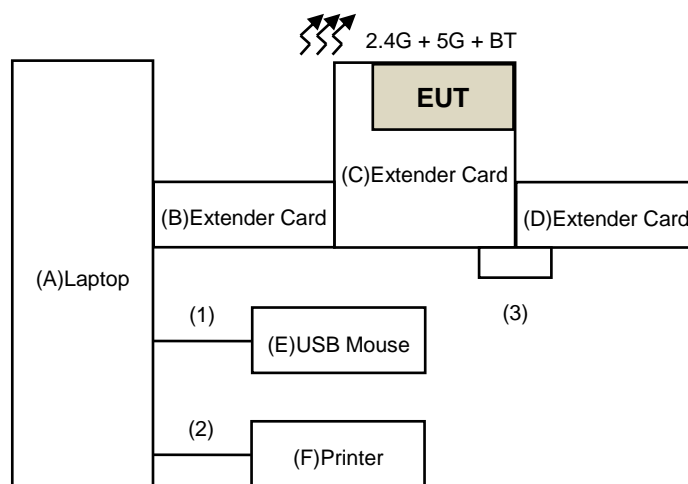 2.4G + 5G + BT
EUT
(C)Extender Card
(B)Extender Card
(D)Extender Card
(A)Laptop
(1)
(3)
(E)USB Mouse
(2)
(F)Printer